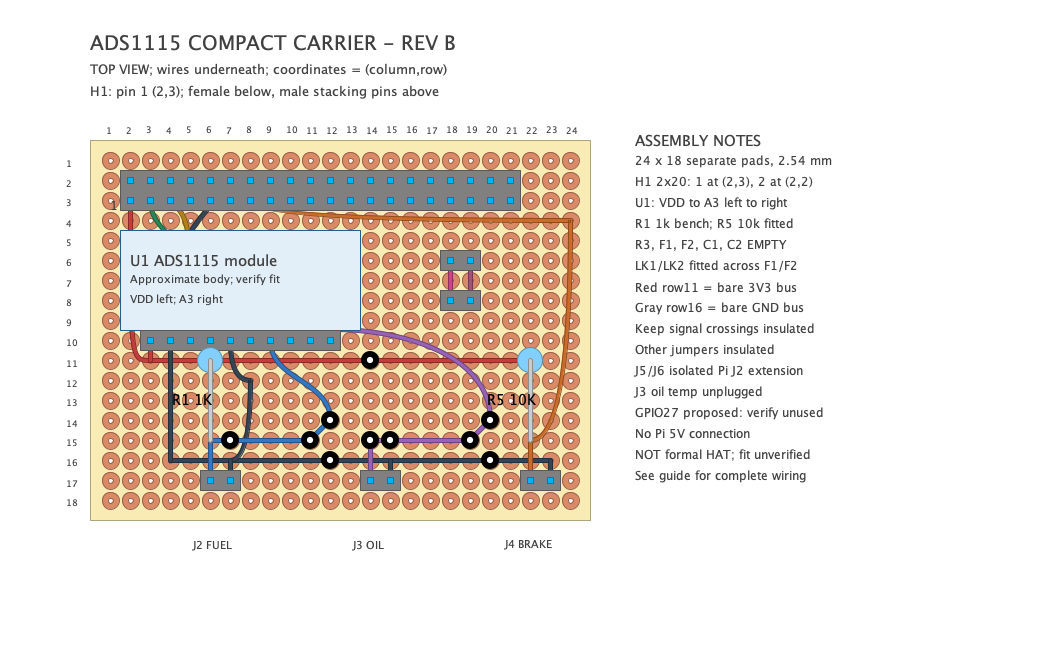 ADS1115 COMPACT CARRIER – REV B
TOP VIEW; wires underneath; coordinates = (column,row)
H1: pin 1 (2,3); female below, male stacking pins above
1 2 3 4 5 6 7 8 9 10 11 12 13 14 15 16 17 18 19 20 21 22 23 24
1
2
3
1
4
5
6
7
8
9
10
11
12
13
14
15
16
17
18
U1 ADS1115 module
Approximate body; verify fit
VDD left; A3 right
R1 1K
R5 10K
J2 FUEL
J3 OIL
J4 BRAKE
ASSEMBLY NOTES
24 x 18 separate pads, 2.54 mm
H1 2x20: 1 at (2,3), 2 at (2,2)
U1: VDD to A3 left to right
R1 1k bench; R5 10k fitted
R3, F1, F2, C1, C2 EMPTY
LK1/LK2 fitted across F1/F2
Red row11 = bare 3V3 bus
Gray row16 = bare GND bus
Keep signal crossings insulated
Other jumpers insulated
J5/J6 isolated Pi J2 extension
J3 oil temp unplugged
GPIO27 proposed: verify unused
No Pi 5V connection
NOT formal HAT; fit unverified
See guide for complete wiring